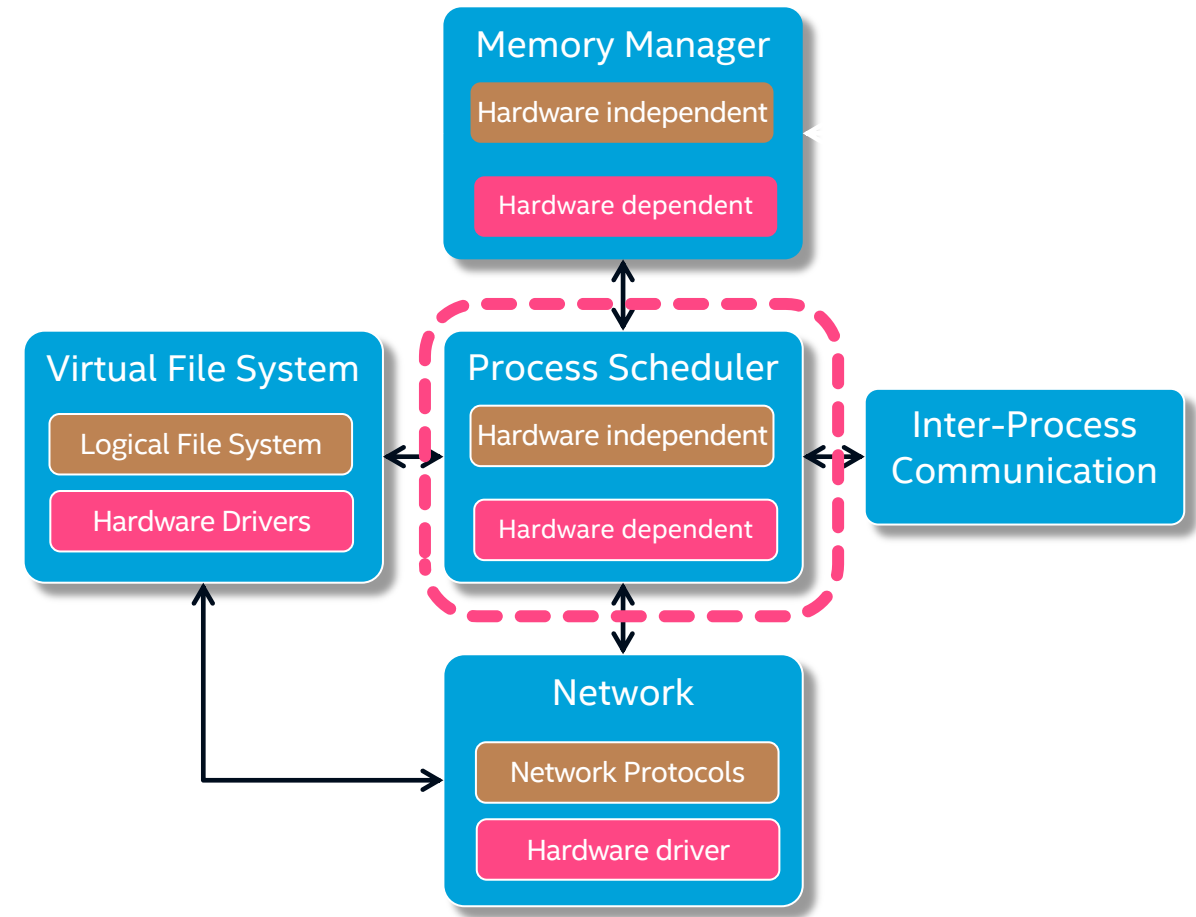 Memory Manager
Hardware independent
Hardware dependent
Virtual File System
Logical File System
Hardware Drivers
Process Scheduler
Hardware independent
Hardware dependent
Inter-Process
Communication
Network
Network Protocols
Hardware driver